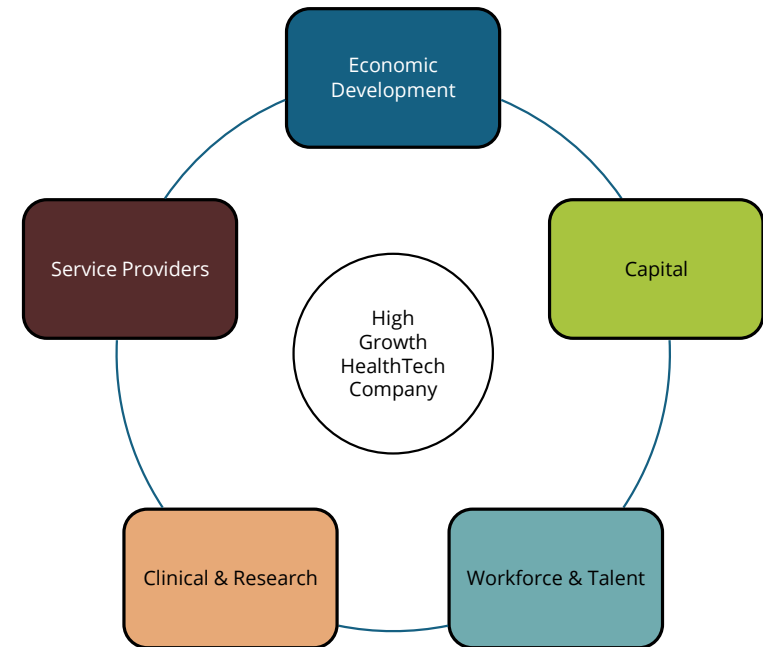 Economic
Development
Service Providers
Capital
High
Growth
HealthTech
Company
Clinical & Research
Workforce & Talent